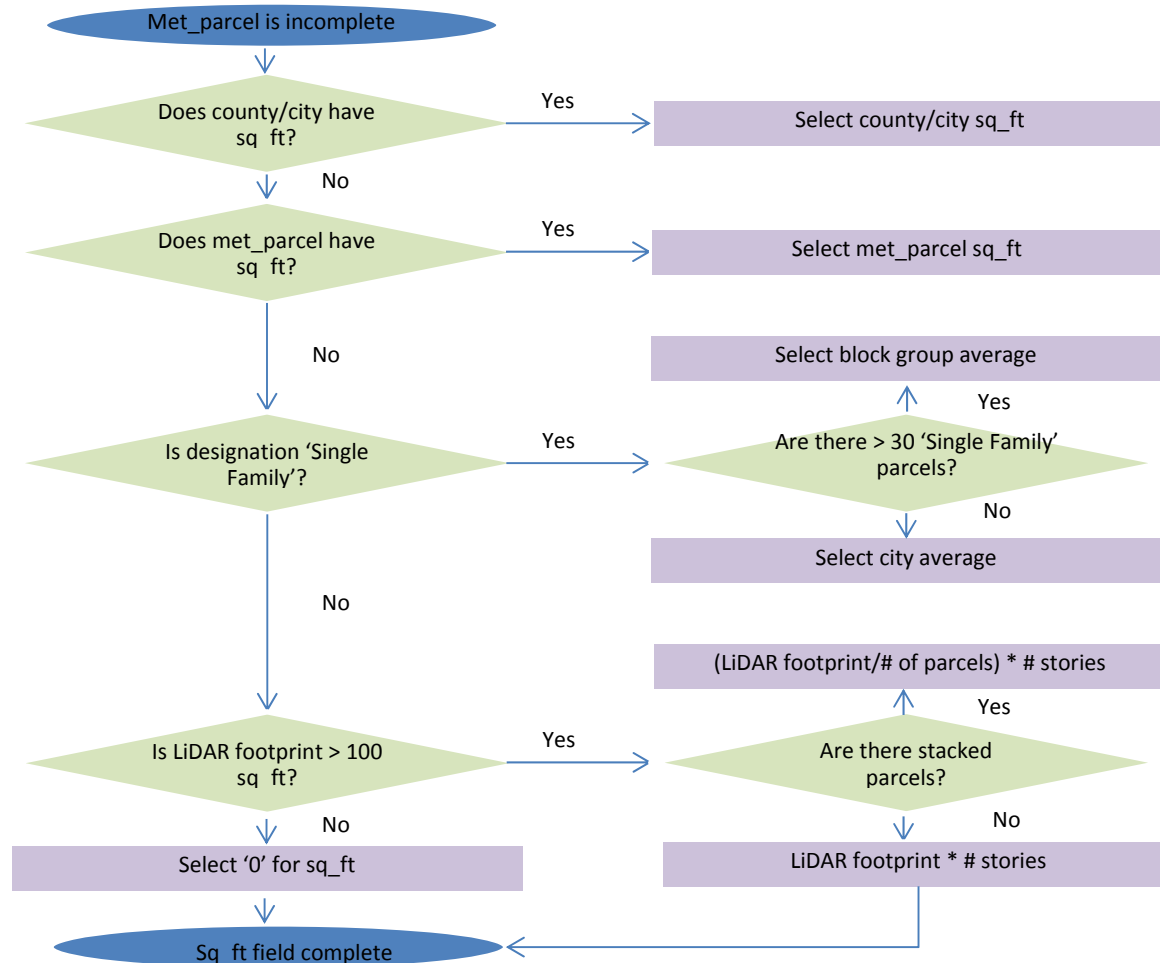 Met_parcel is incomplete
Does county/city have
sq_ft?
Yes
Select county/city sq_ft
No
Does met_parcel have
sq_ft?
Yes
Select met_parcel sq_ft
No
Select block group average
Yes
Is designation ‘Single
Family’?
Yes
Are there > 30 ‘Single Family’
parcels?
No
Select city average
No
(LiDAR footprint/# of parcels) * # stories
Yes
Is LiDAR footprint > 100
sq_ft?
Yes
Are there stacked
parcels?
No
No
Select ‘0’ for sq_ft
LiDAR footprint * # stories
Sq_ft field complete